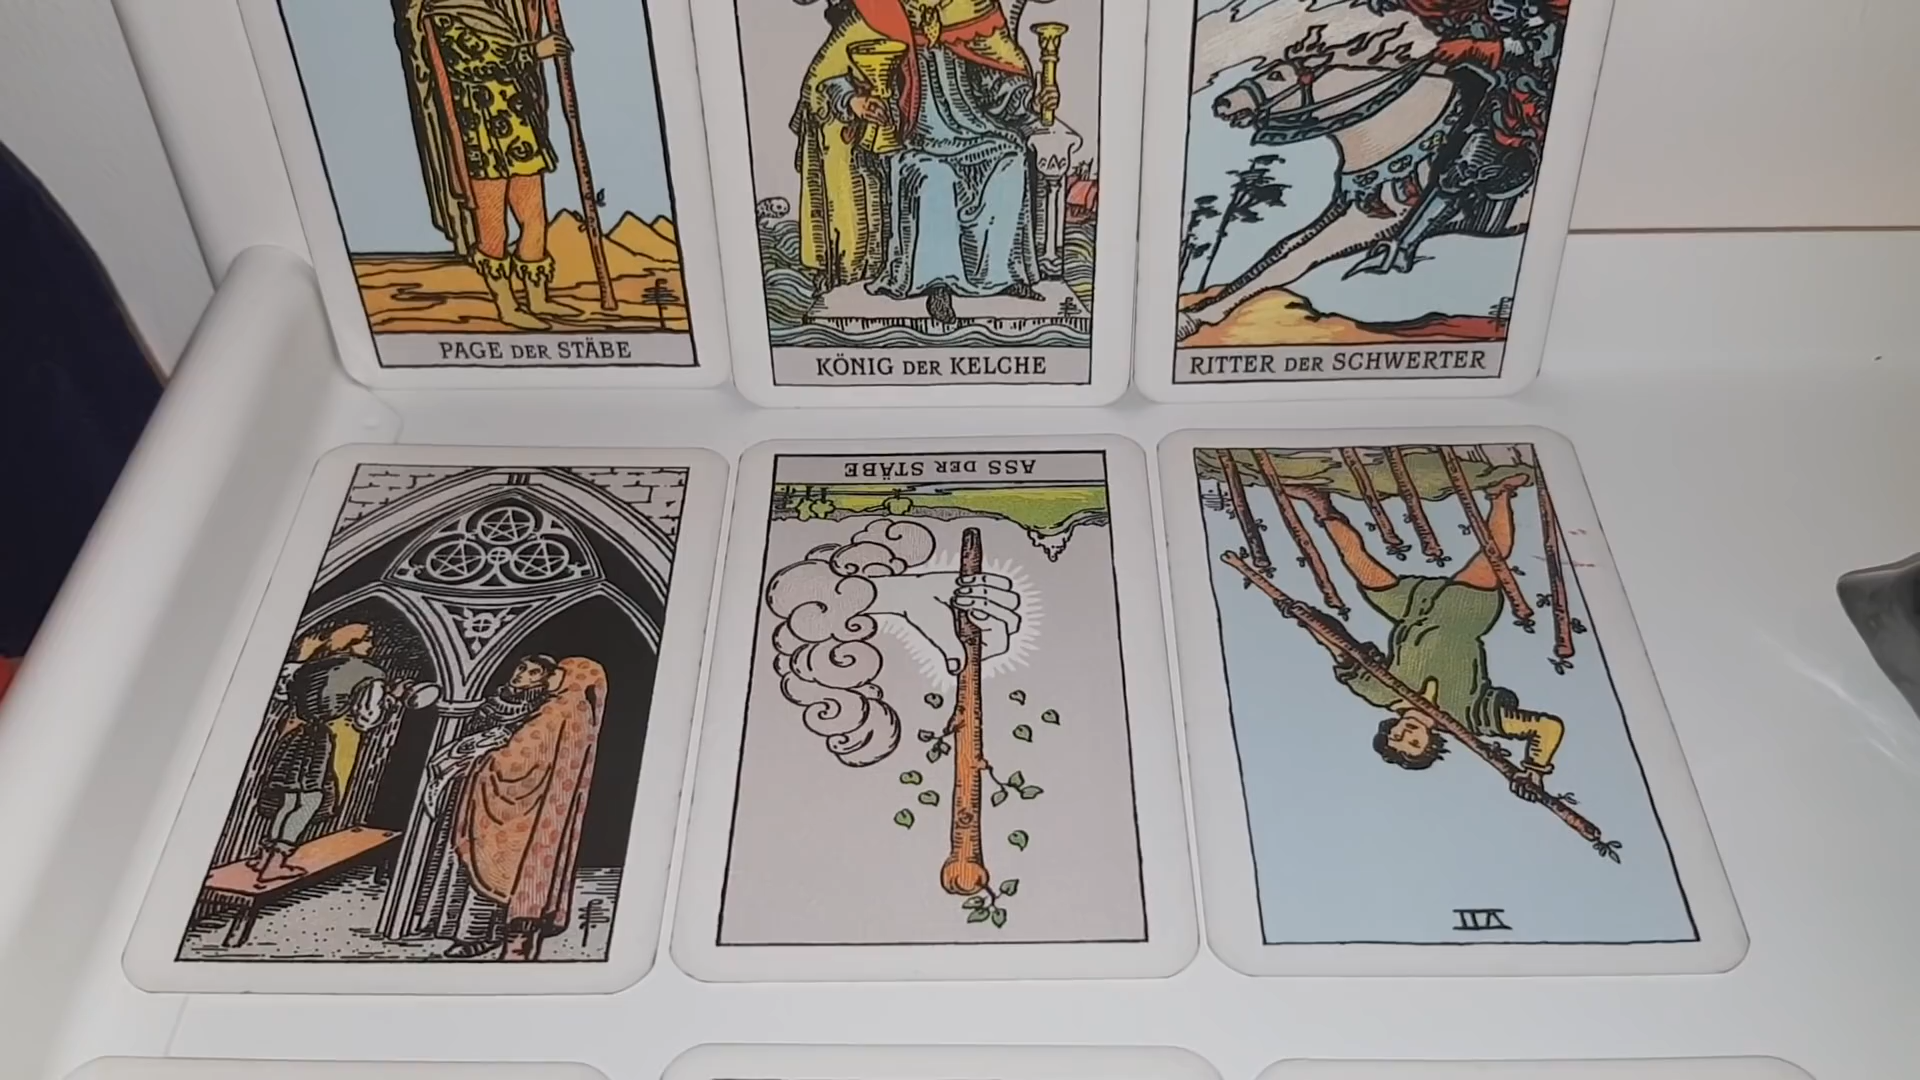 PAGE DER STÄBE
KÖNIG DER KELCHE
RITTER DER SCHWERTER
ASS DER STÄBE
VII